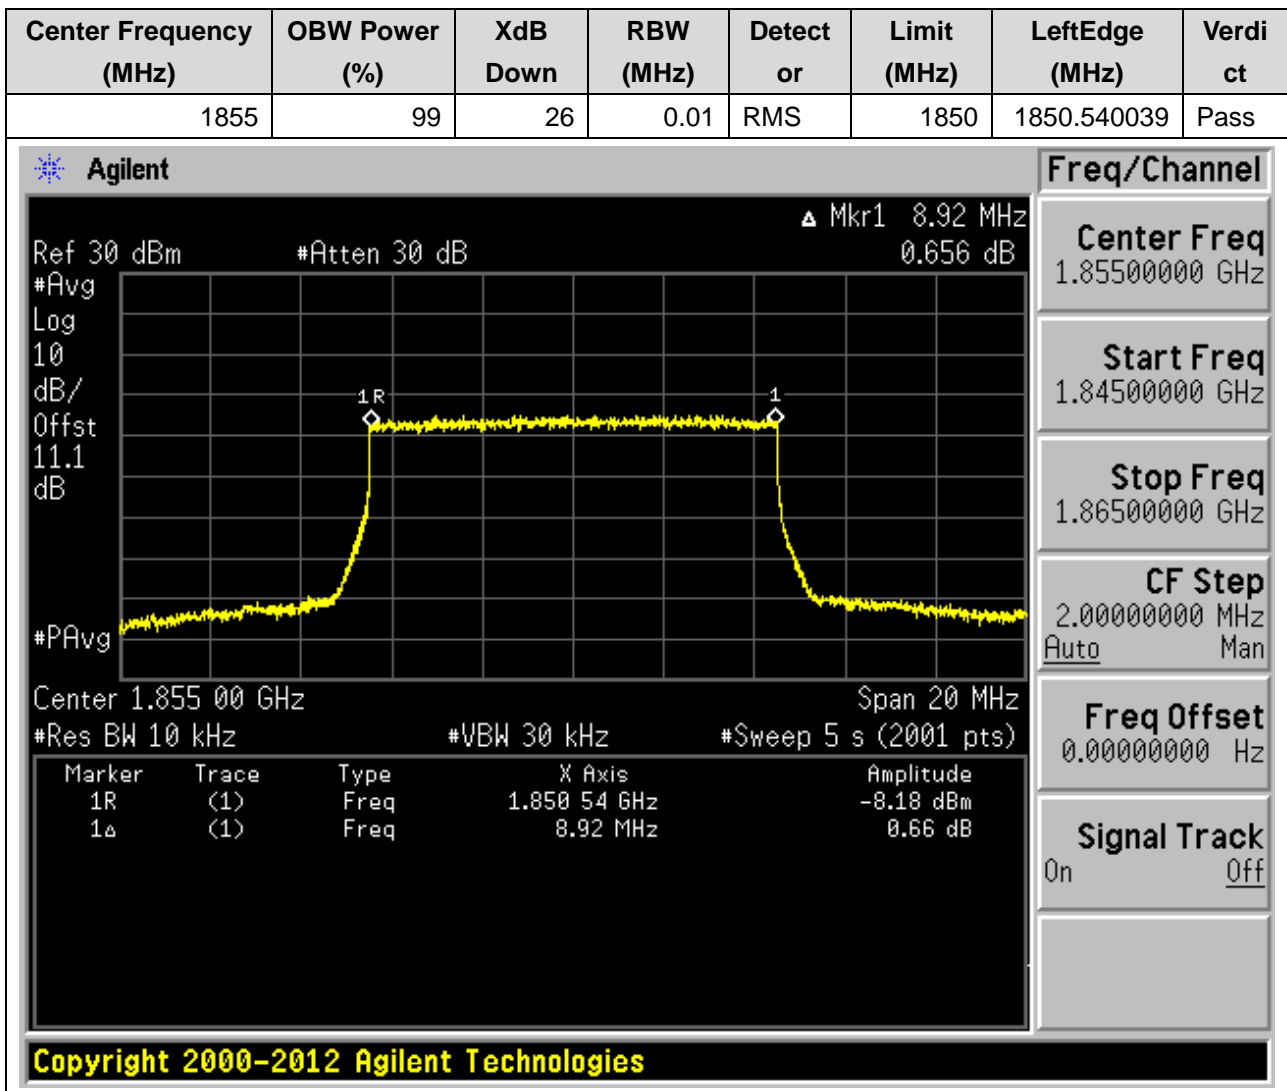 Center Frequency OBW Power XdB RBW Detect Limit LeftEdge Verdi
(MHz) (%) Down (MHz) or (MHz) (MHz) ct
1855 99 26 0.01 RMS 1850 1850.540039 Pass
Agilent
Freq/Channel
Δ Mkr1 8.92 MHz
Ref 30 dBm #Atten 30 dB 0.656 dB
#Avg
Log
10
dB/
Offst
11.1
dB
#PAvg
1R
1
Center 1.855 00 GHz Span 20 MHz
#Res BW 10 kHz #VBW 30 kHz #Sweep 5 s (2001 pts)
Marker Trace Type X Axis Amplitude
1R (1) Freq 1.850 54 GHz -8.18 dBm
1Δ (1) Freq 8.92 MHz 0.66 dB
Center Freq
1.85500000 GHz
Start Freq
1.84500000 GHz
Stop Freq
1.86500000 GHz
CF Step
2.00000000 MHz
Auto Man
Freq Offset
0.00000000 Hz
Signal Track
On Off
Copyright 2000-2012 Agilent Technologies